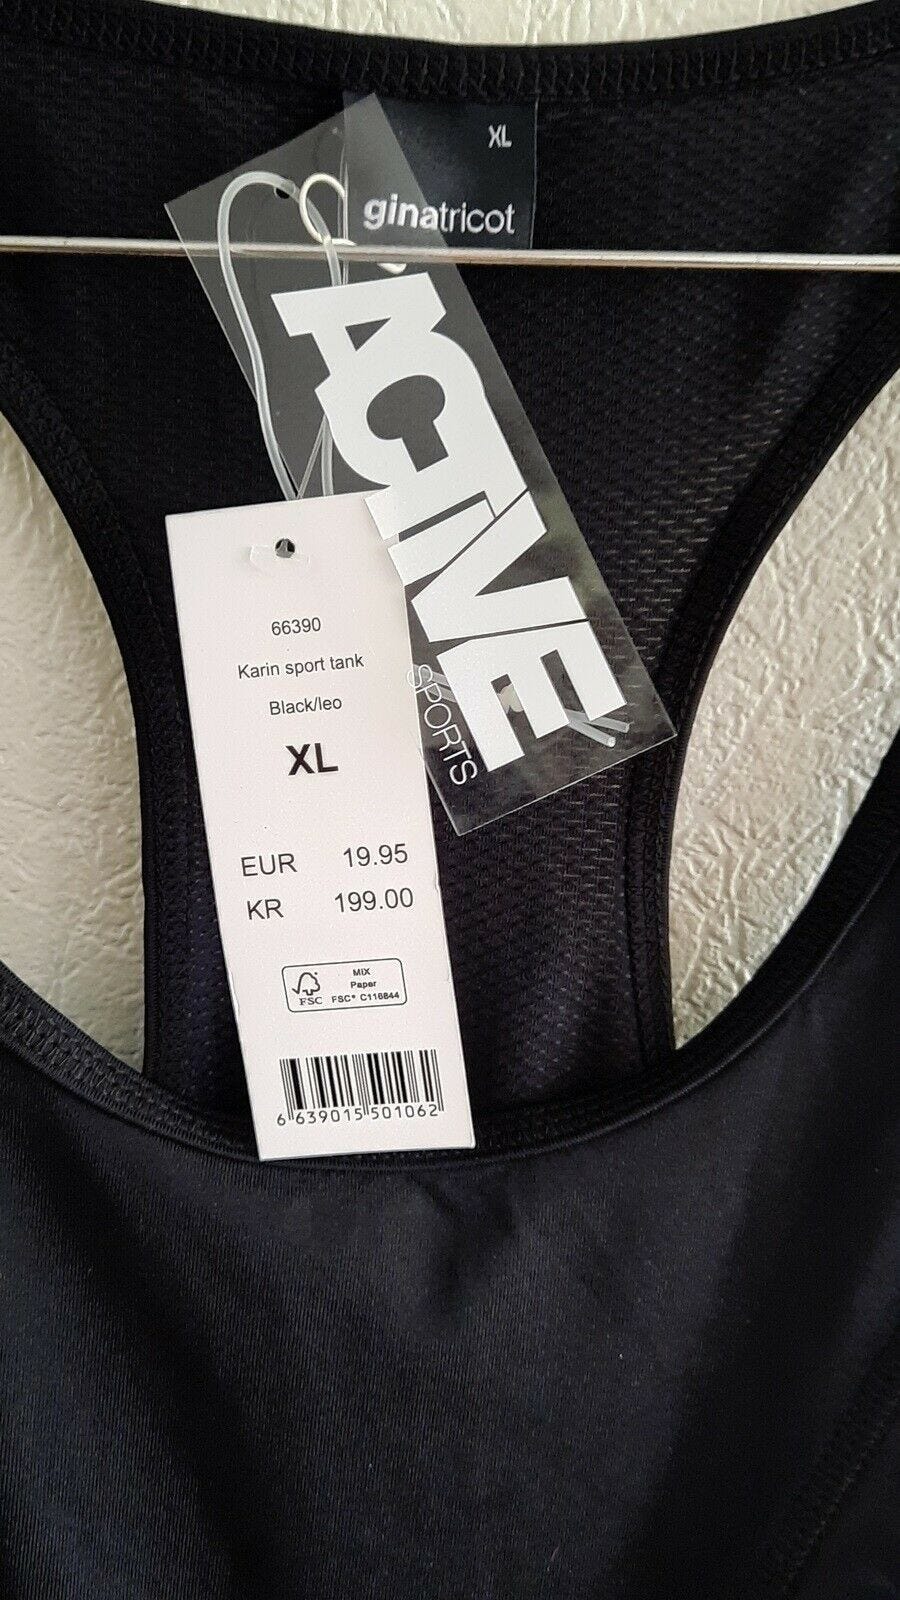 XL
ginatricot
ACTIVE
SPORTS
66390
Karin sport tank
Black/leo
XL
EUR 19.95
KR 199.00
FSC
MIX
Paper
FSC® C116844
6 639015 501062